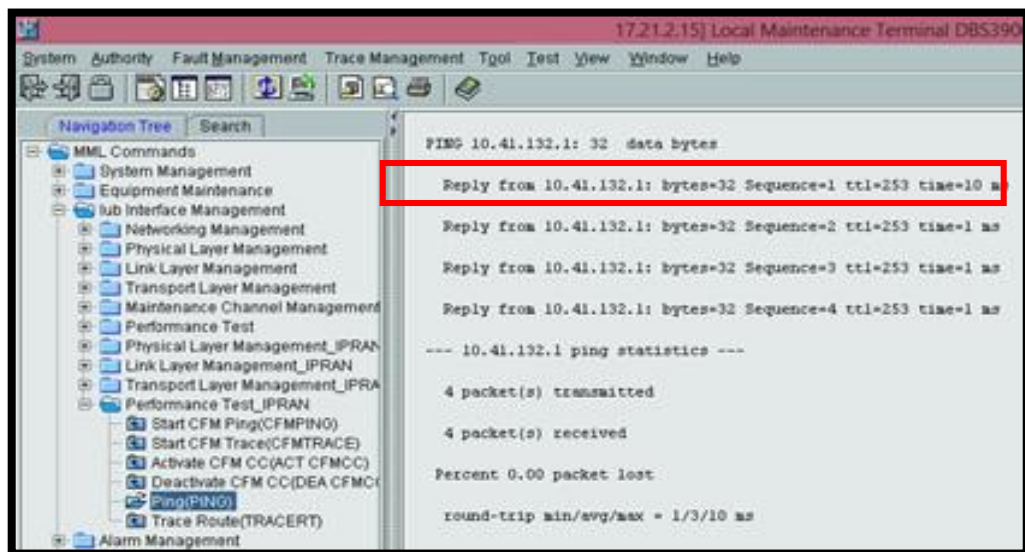 17.21.2.15] Local Maintenance Terminal DBS390
System Authority Fault Management Trace Management Tool Test View Window Help
Navigation Tree Search
MML Commands
System Management
Equipment Maintenance
Iub Interface Management
Networking Management
Physical Layer Management
Link Layer Management
Transport Layer Management
Maintenance Channel Management
Performance Test
Physical Layer Management_IPRAN
Link Layer Management_IPRAN
Transport Layer Management_IPRA
Performance Test_IPRAN
Start CFM Ping(CFMPING)
Start CFM Trace(CFMTRACE)
Activate CFM CC(ACT CFMCC)
Deactivate CFM CC(DEA CFMC
Ping(PING)
Trace Route(TRACERT)
Alarm Management
PING 10.41.132.1: 32 data bytes
Reply from 10.41.132.1: bytes=32 Sequence=1 ttl=253 time=10 ms
Reply from 10.41.132.1: bytes=32 Sequence=2 ttl=253 time=1 ms
Reply from 10.41.132.1: bytes=32 Sequence=3 ttl=253 time=1 ms
Reply from 10.41.132.1: bytes=32 Sequence=4 ttl=253 time=1 ms
--- 10.41.132.1 ping statistics ---
4 packet(s) transmitted
4 packet(s) received
Percent 0.00 packet lost
round-trip min/avg/max = 1/3/10 ms